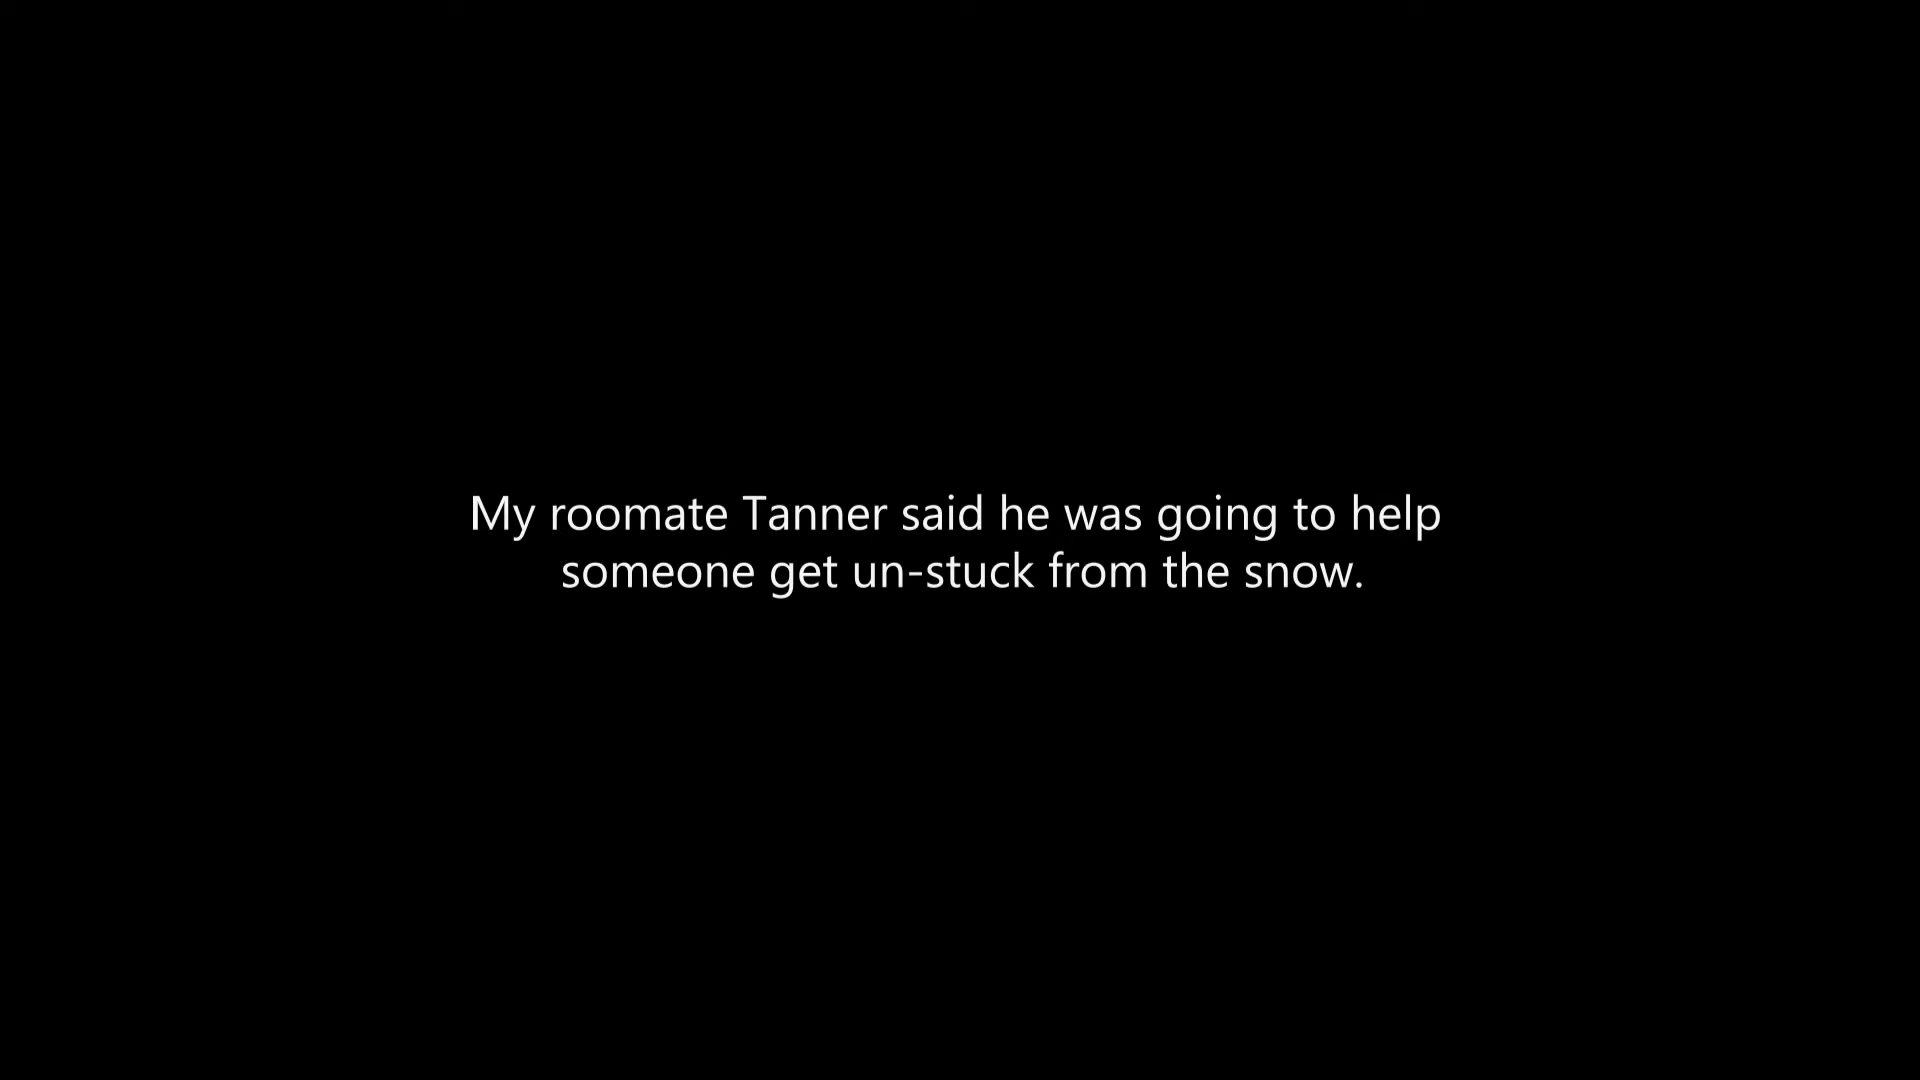 My roomate Tanner said he was going to help
someone get un-stuck from the snow.